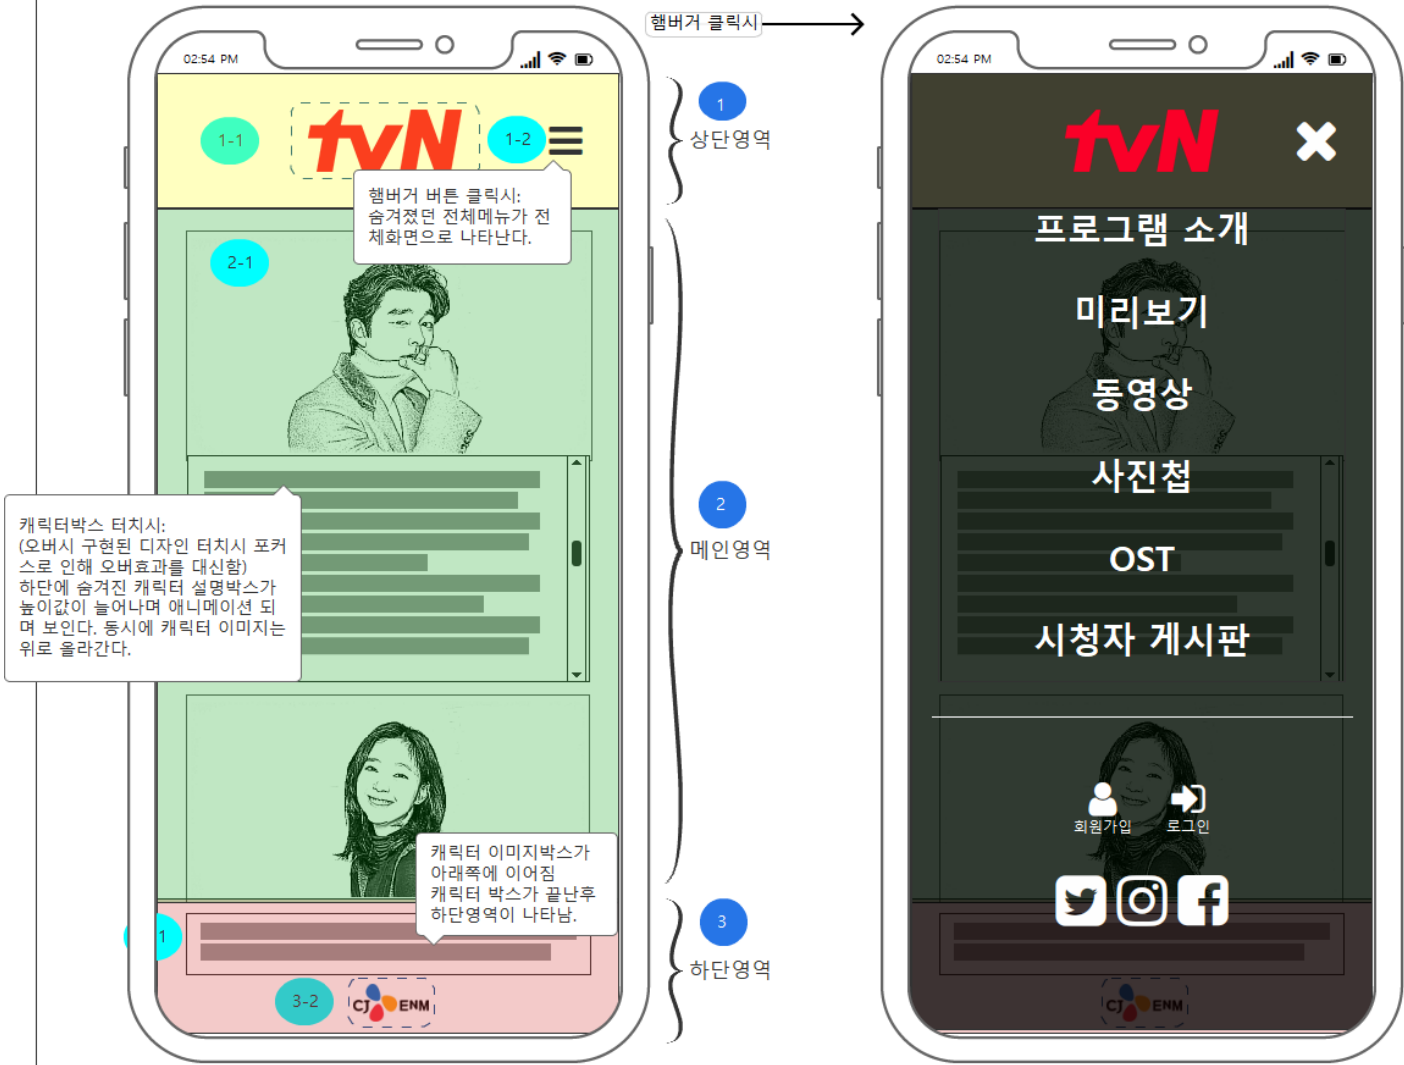 햄버거 클릭시
02:54 PM
1-1
tvN
1-2
햄버거 버튼 클릭시:
숨겨졌던 전체메뉴가 전
체화면으로 나타난다.
1
상단영역
2-1
캐릭터박스 터치시:
(오버시 구현된 디자인 터치시 포커
스로 인해 오버효과를 대신함)
하단에 숨겨진 캐릭터 설명박스가
높이값이 늘어나며 애니메이션 되
며 보인다. 동시에 캐릭터 이미지는
위로 올라간다.
2
메인영역
캐릭터 이미지박스가
아래쪽에 이어짐
캐릭터 박스가 끝난후
하단영역이 나타남.
1
3-2
CJ ENM
3
하단영역
02:54 PM
tvN
프로그램 소개
미리보기
동영상
사진첩
OST
시청자 게시판
회원가입
로그인
CJ ENM